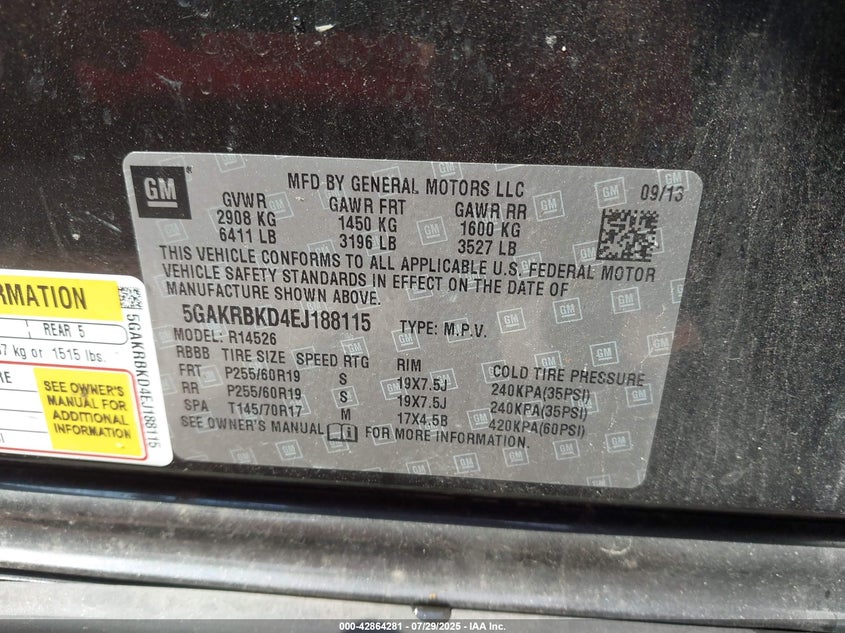 GM
MFD BY GENERAL MOTORS LLC
09/13
GVWR GAWR FRT GAWR RR
2908 KG 1450 KG 1600 KG
6411 LB 3196 LB 3527 LB
THIS VEHICLE CONFORMS TO ALL APPLICABLE U.S. FEDERAL MOTOR
VEHICLE SAFETY STANDARDS IN EFFECT ON THE DATE OF
MANUFACTURE SHOWN ABOVE.
5GAKRBKD4EJ188115 TYPE: M.P.V.
MODEL: R14526
RBBB TIRE SIZE SPEED RTG RIM COLD TIRE PRESSURE
FRT P255/60R19 S 19X7.5J 240KPA(35PSI)
RR P255/60R19 S 19X7.5J 240KPA(35PSI)
SPA T145/70R17 M 17X4.5B 420KPA(60PSI)
SEE OWNER'S MANUAL FOR MORE INFORMATION.
REAR 5
kg or 1515 lbs.
SEE OWNER'S
MANUAL FOR
ADDITIONAL
INFORMATION
5GAKRBKD4EJ188115
000-42864281 - 07/29/2025 - IAA Inc.